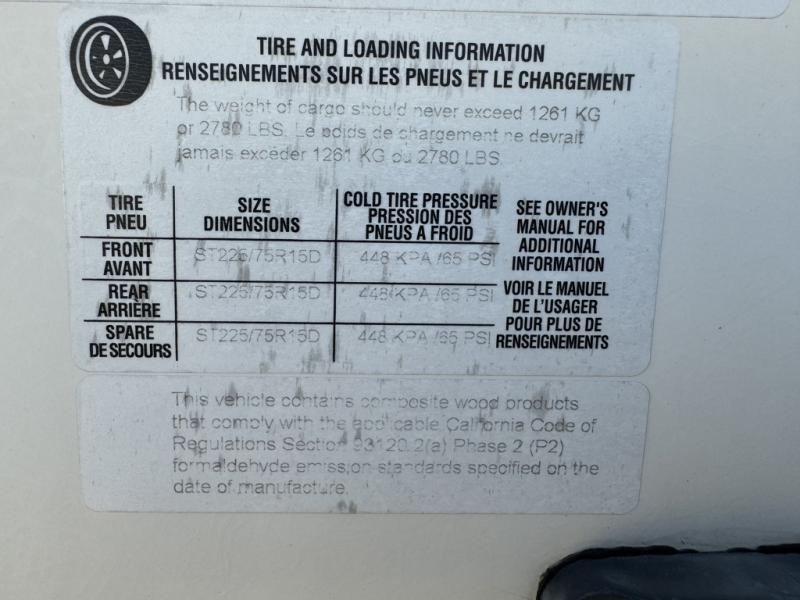 TIRE AND LOADING INFORMATION
RENSEIGNEMENTS SUR LES PNEUS ET LE CHARGEMENT
The weight of cargo should never exceed 1261 KG
or 2780 LBS. Le poids de chargement ne devrait
jamais excéder 1261 KG ou 2780 LBS.
TIRE
PNEU
SIZE
DIMENSIONS
COLD TIRE PRESSURE
PRESSION DES
PNEUS A FROID
SEE OWNER'S
MANUAL FOR
ADDITIONAL
INFORMATION
VOIR LE MANUEL
DE L'USAGER
POUR PLUS DE
RENSEIGNEMENTS
FRONT
AVANT
ST225/75R15D
448 KPA /65 PSI
REAR
ARRIÈRE
ST225/75R15D
448 KPA /65 PSI
SPARE
DE SECOURS
ST225/75R15D
448 KPA /65 PSI
This vehicle contains composite wood products
that comply with the applicable California Code of
Regulations Section 93120.2(a) Phase 2 (P2)
formaldehyde emission standards specified on the
date of manufacture.